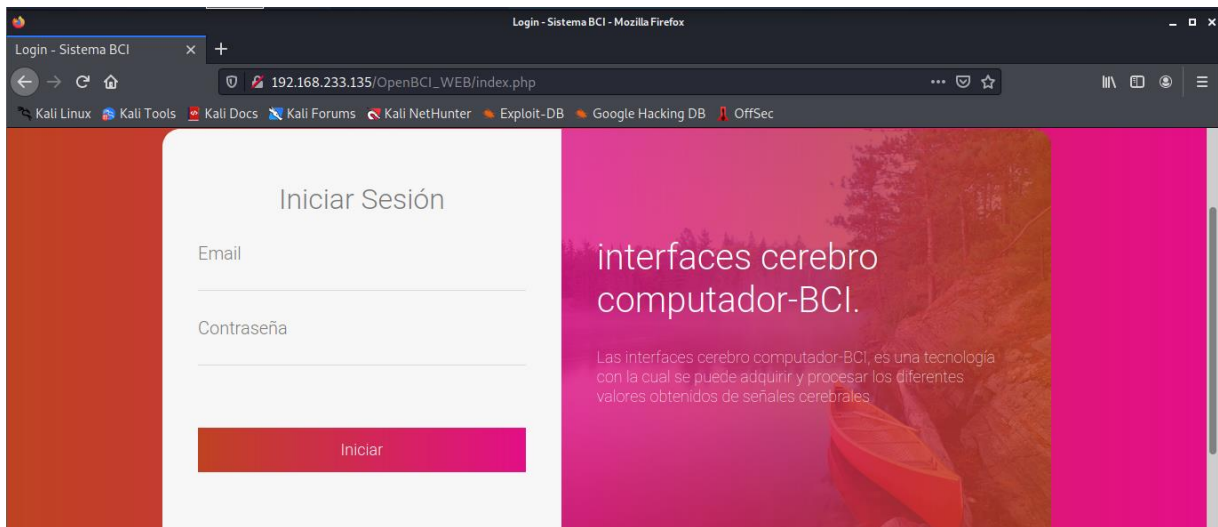 Login - Sistema BCI - Mozilla Firefox
Login - Sistema BCI
192.168.233.135/OpenBCI_WEB/index.php
Kali Linux Kali Tools Kali Docs Kali Forums Kali NetHunter Exploit-DB Google Hacking DB OffSec
Iniciar Sesión
Email
Contraseña
Iniciar
interfaces cerebro
computador-BCI.
Las interfaces cerebro computador-BCI, es una tecnología
con la cual se puede adquirir y procesar los diferentes
valores obtenidos de señales cerebrales